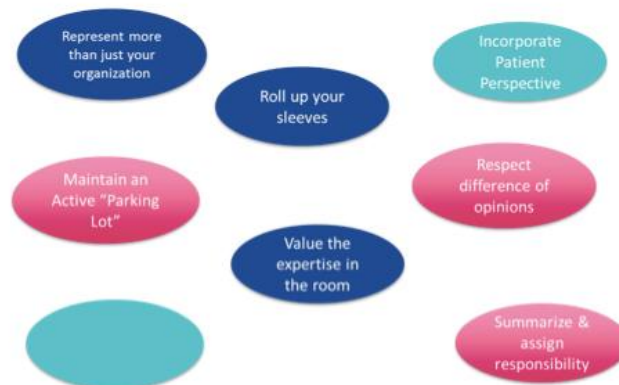 Represent more
than just your
organization
Incorporate
Patient
Perspective
Roll up your
sleeves
Maintain an
Active “Parking
Lot”
Respect
difference of
opinions
Value the
expertise in
the room
Summarize &
assign
responsibility